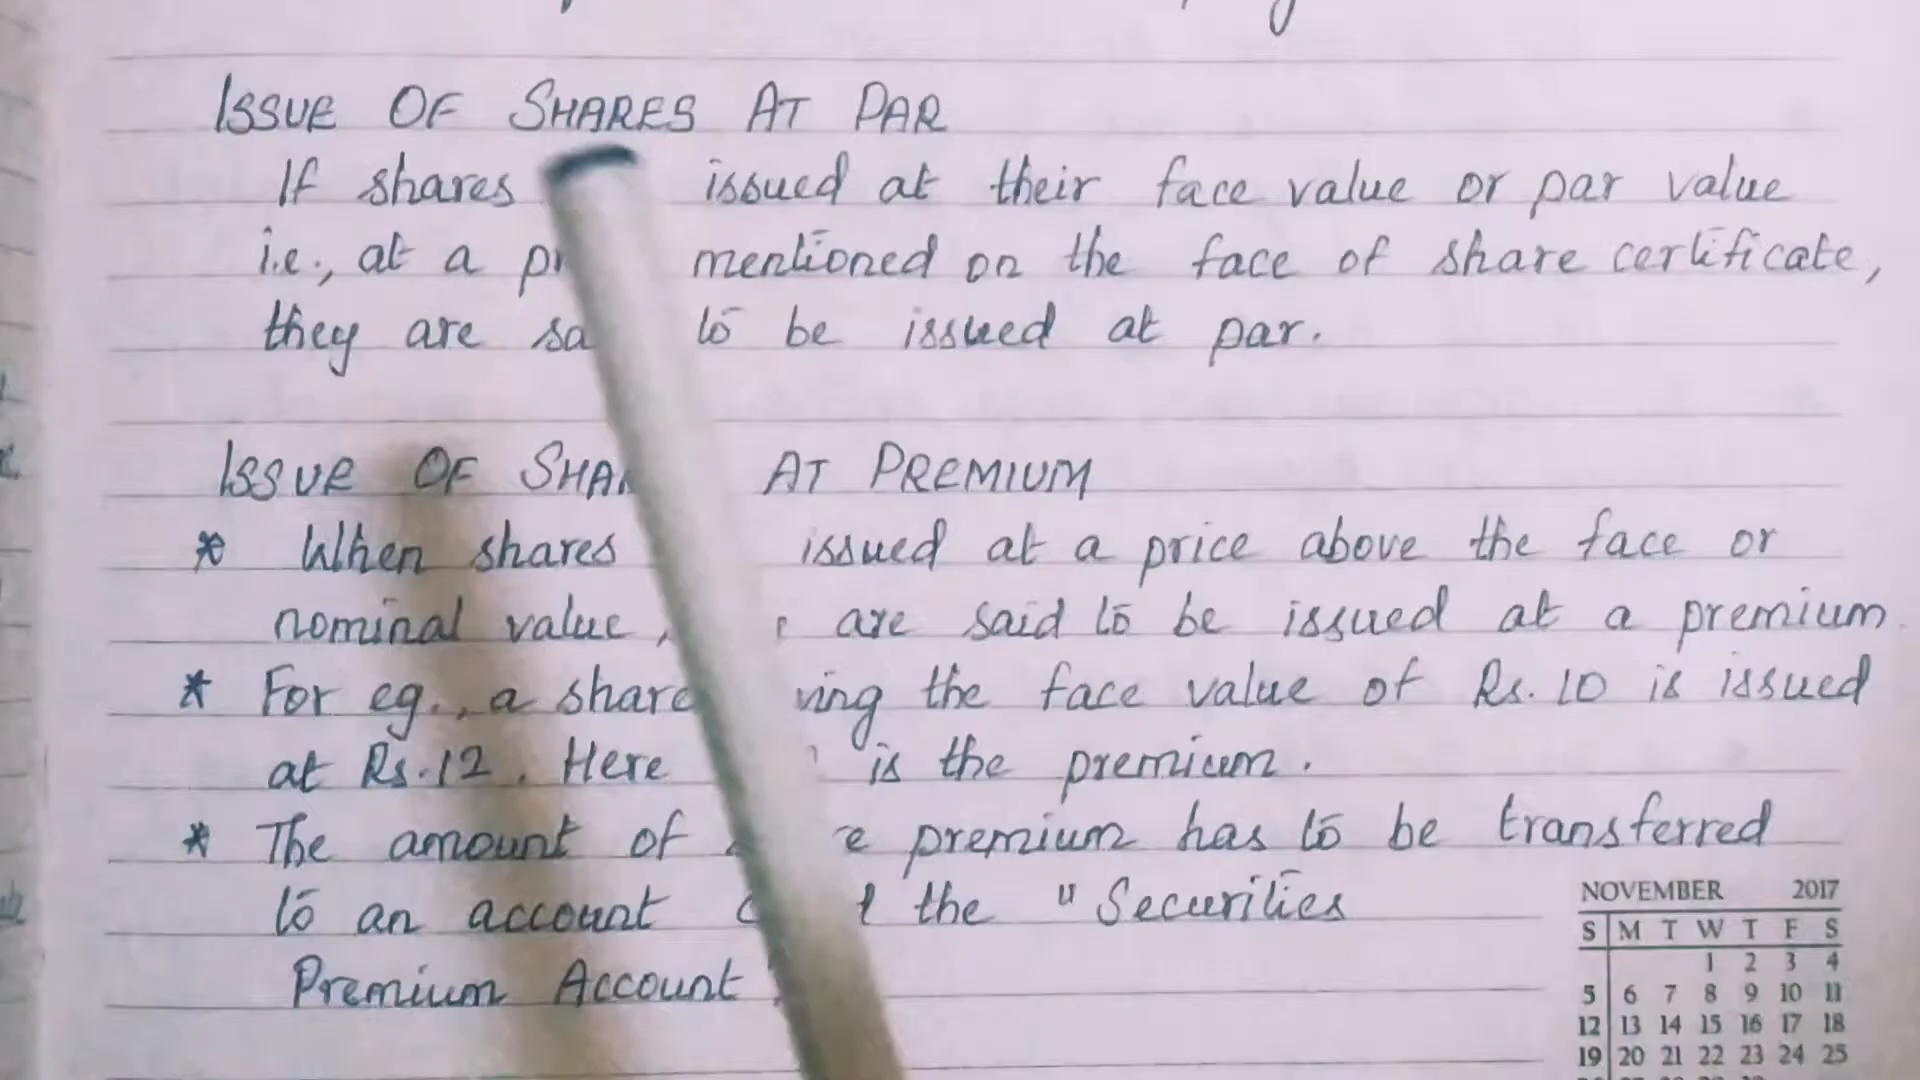 ISSUE OF SHARES AT PAR
If shares issued at their face value or par value
i.e., at a mentioned on the face of share certificate,
they are to be issued at par.
ISSUE OF AT PREMIUM
* When shares issued at a price above the face or
nominal value, are said to be issued at a premium.
* For eg., a share the face value of Rs. 10 is issued
at Rs. 12. Here is the premium.
* The amount of premium has to be transferred
to an account the "Securities
Premium Account
NOVEMBER 2017
S M T W T F S
1 2 3 4
5 6 7 8 9 10 11
12 13 14 15 16 17 18
19 20 21 22 23 24 25